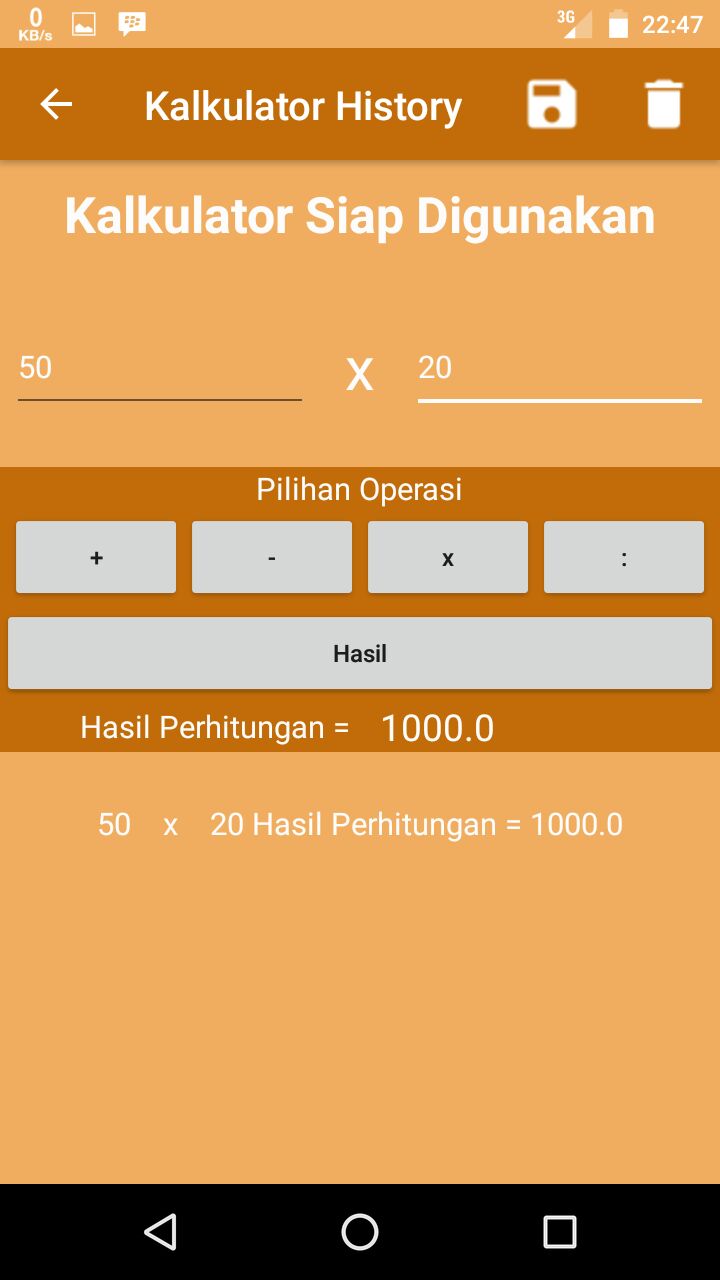 0
KB/s
3G
22:47
Kalkulator History
Kalkulator Siap Digunakan
50 X 20
Pilihan Operasi
+ - x :
Hasil
Hasil Perhitungan = 1000.0
50 x 20 Hasil Perhitungan = 1000.0